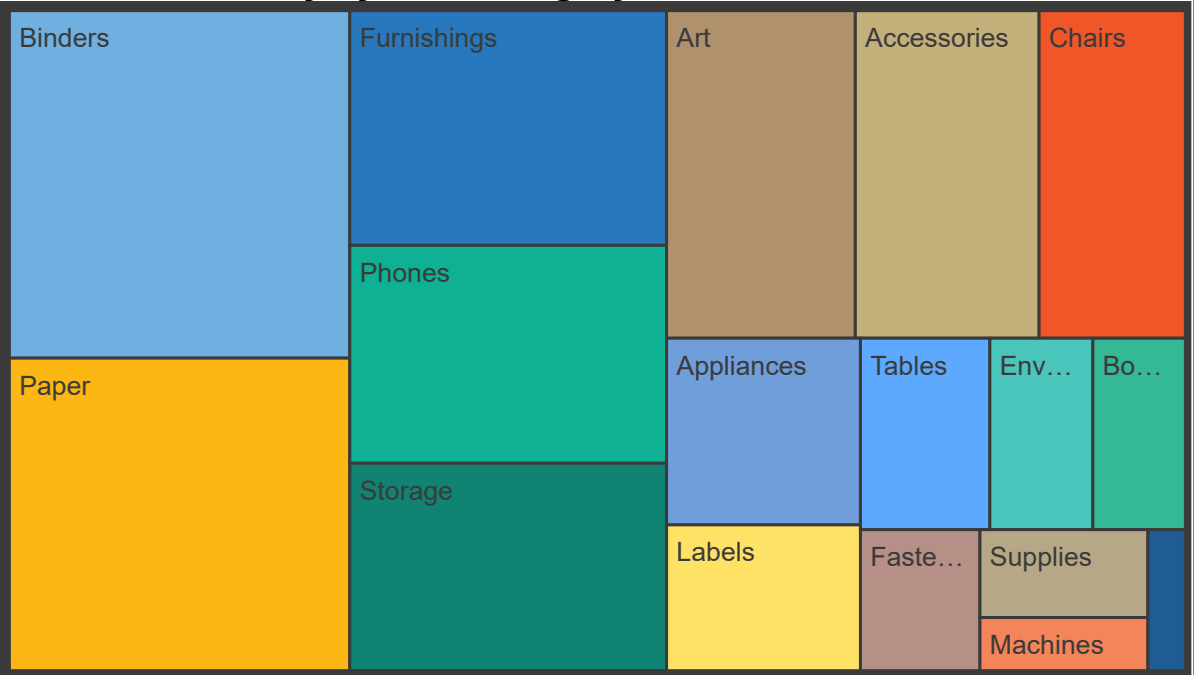 Binders
Furnishings
Art
Accessories
Chairs
Phones
Appliances
Tables
Env…
Bo…
Paper
Storage
Labels
Faste…
Supplies
Machines